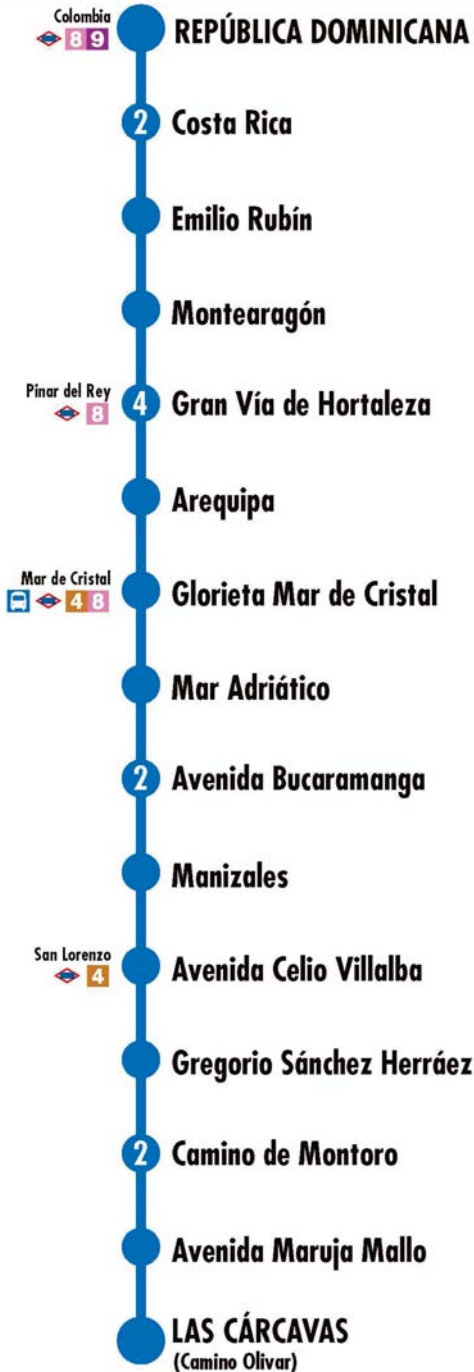 Colombia
8 9
REPÚBLICA DOMINICANA
2
Costa Rica
Emilio Rubín
Montearagón
Pinar del Rey
8
4
Gran Vía de Hortaleza
Arequipa
Mar de Cristal
4 8
Glorieta Mar de Cristal
Mar Adriático
2
Avenida Bucaramanga
Manizales
San Lorenzo
4
Avenida Celio Villalba
Gregorio Sánchez Herráez
2
Camino de Montoro
Avenida Maruja Mallo
LAS CÁRCAVAS
(Camino Olivar)